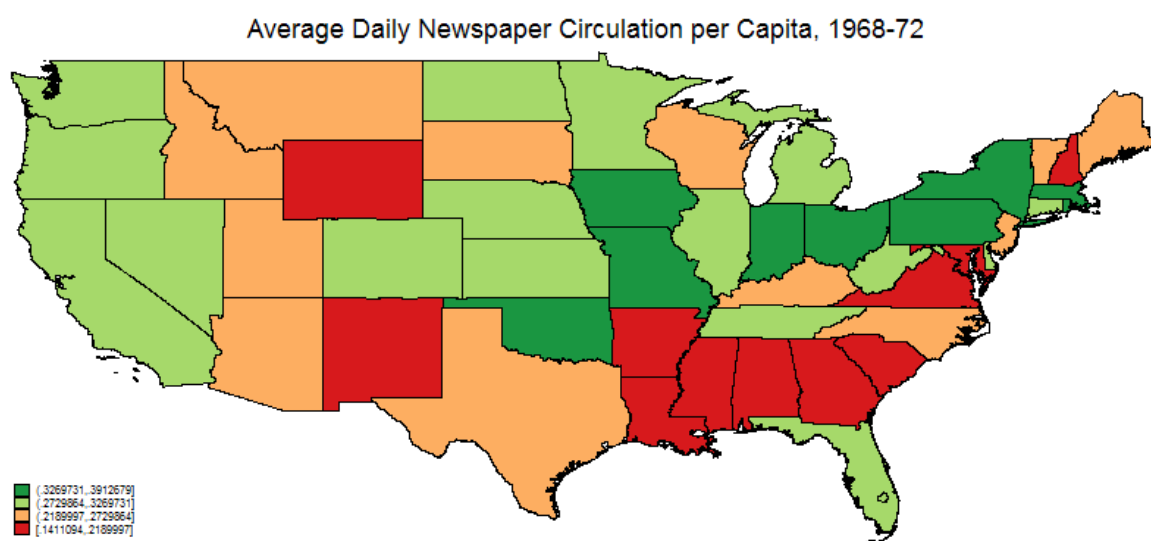 Average Daily Newspaper Circulation per Capita, 1968-72
(.3269731,.3912679]
(.2729864,.3269731]
(.2189997,.2729864]
[.1411094,.2189997]